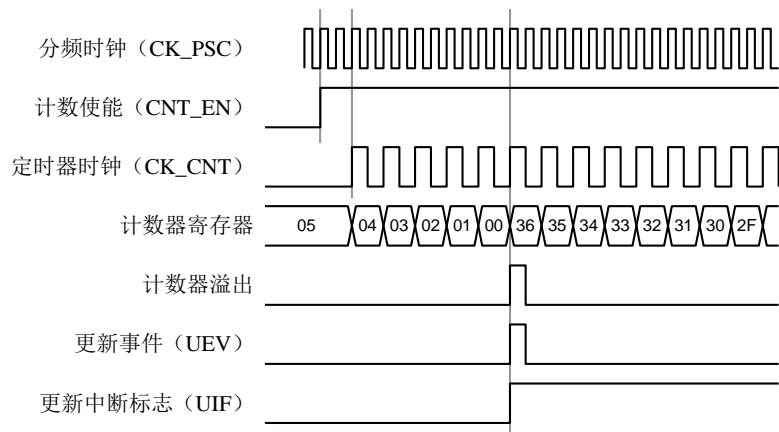 分频时钟（CK_PSC）
计数使能（CNT_EN）
定时器时钟（CK_CNT）
计数器寄存器 05 04 03 02 01 00 36 35 34 33 32 31 30 2F
计数器溢出
更新事件（UEV）
更新中断标志（UIF）